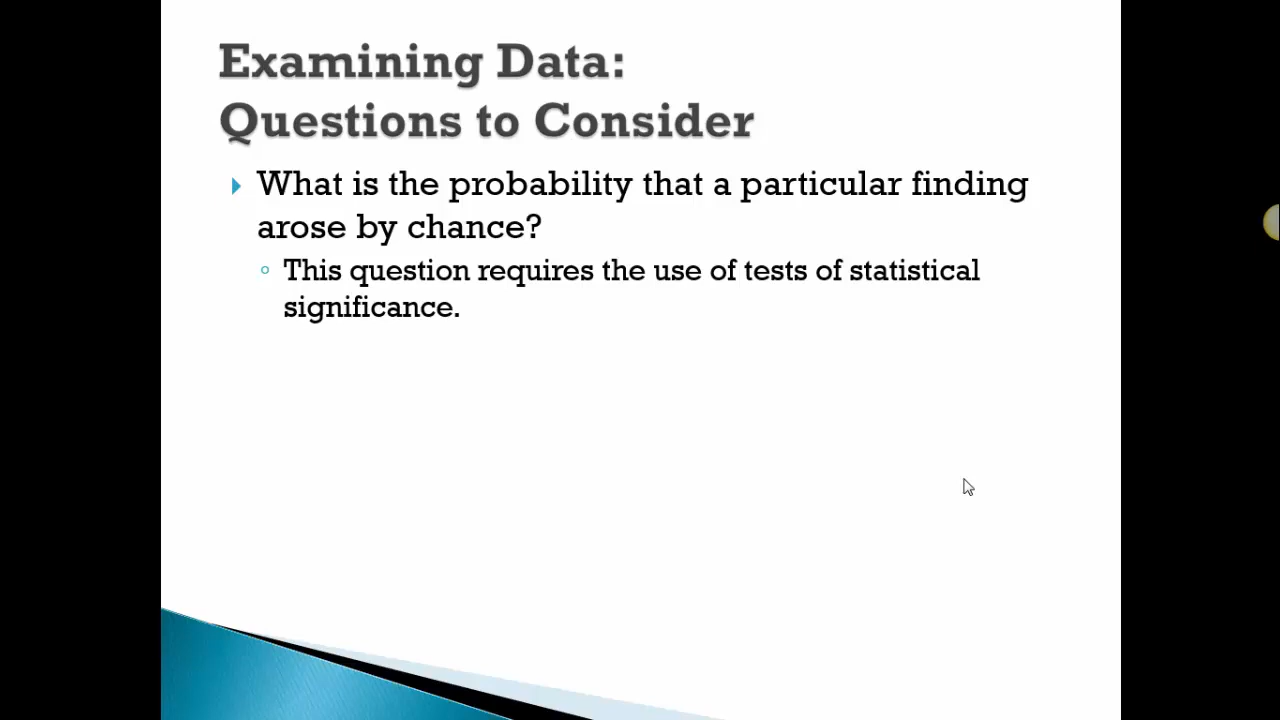 Examining Data:
Questions to Consider
What is the probability that a particular finding
arose by chance?
This question requires the use of tests of statistical
significance.